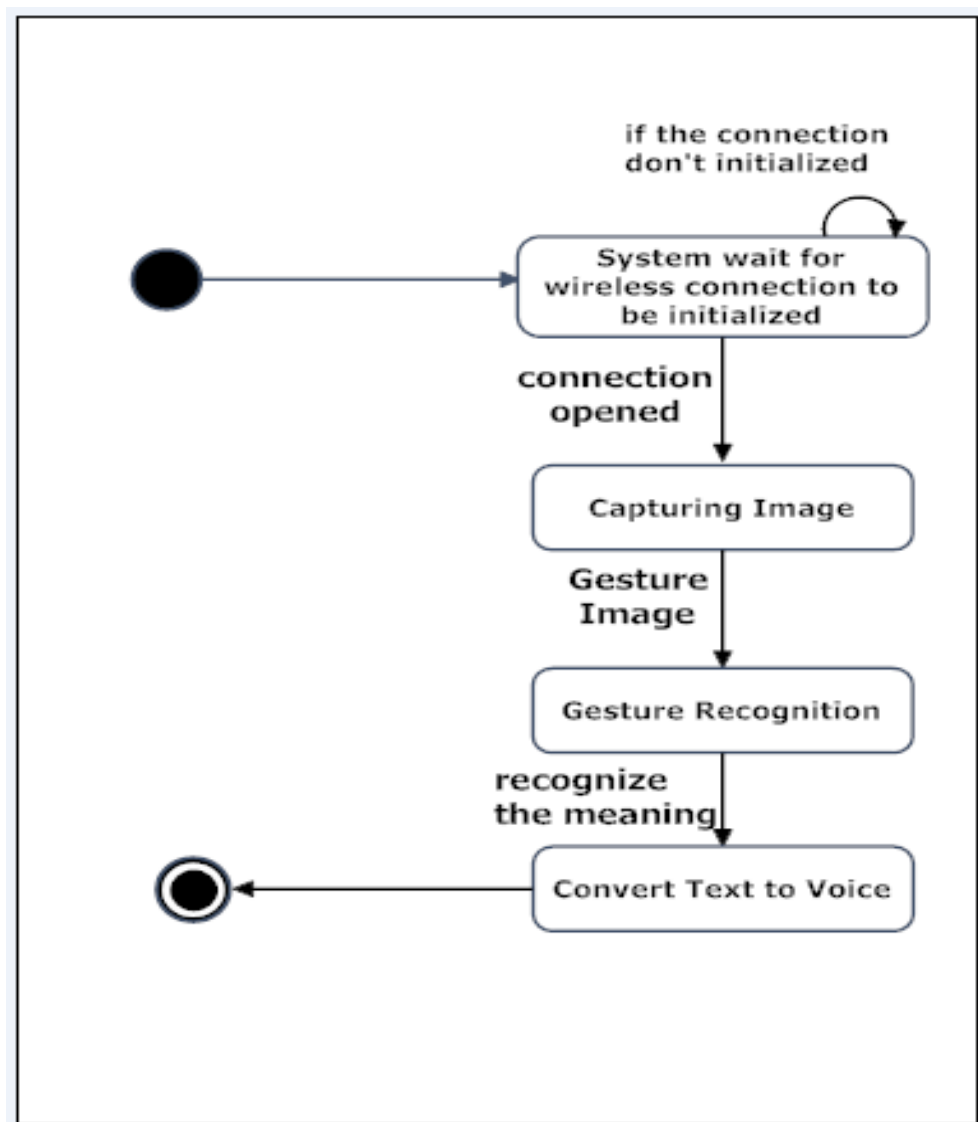 if the connection
don't initialized
System wait for
wireless connection to
be initialized
connection
opened
Capturing Image
Gesture
Image
Gesture Recognition
recognize
the meaning
Convert Text to Voice